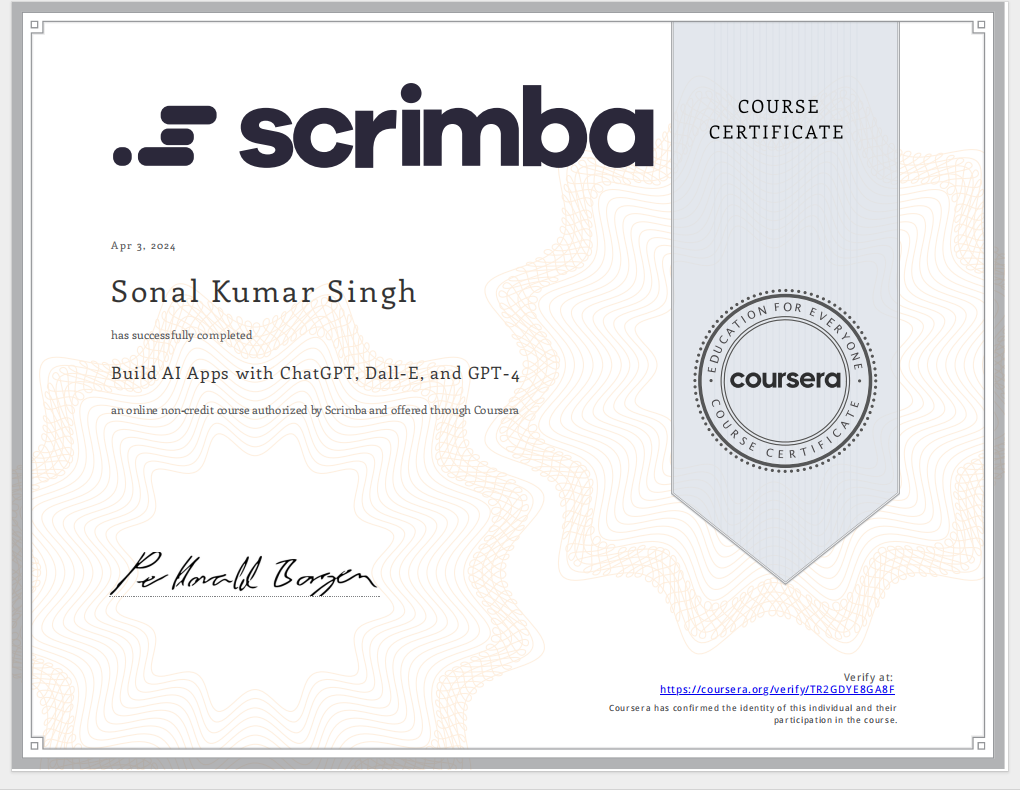 scrimba
COURSE
CERTIFICATE
Apr 3, 2024
Sonal Kumar Singh
has successfully completed
Build AI Apps with ChatGPT, Dall-E, and GPT-4
an online non-credit course authorized by Scrimba and offered through Coursera
EDUCATION FOR EVERYONE
coursera
COURSE CERTIFICATE
Per Harald Borgen
Verify at:
https://coursera.org/verify/TR2GDYE8GA8F
Coursera has confirmed the identity of this individual and their
participation in the course.